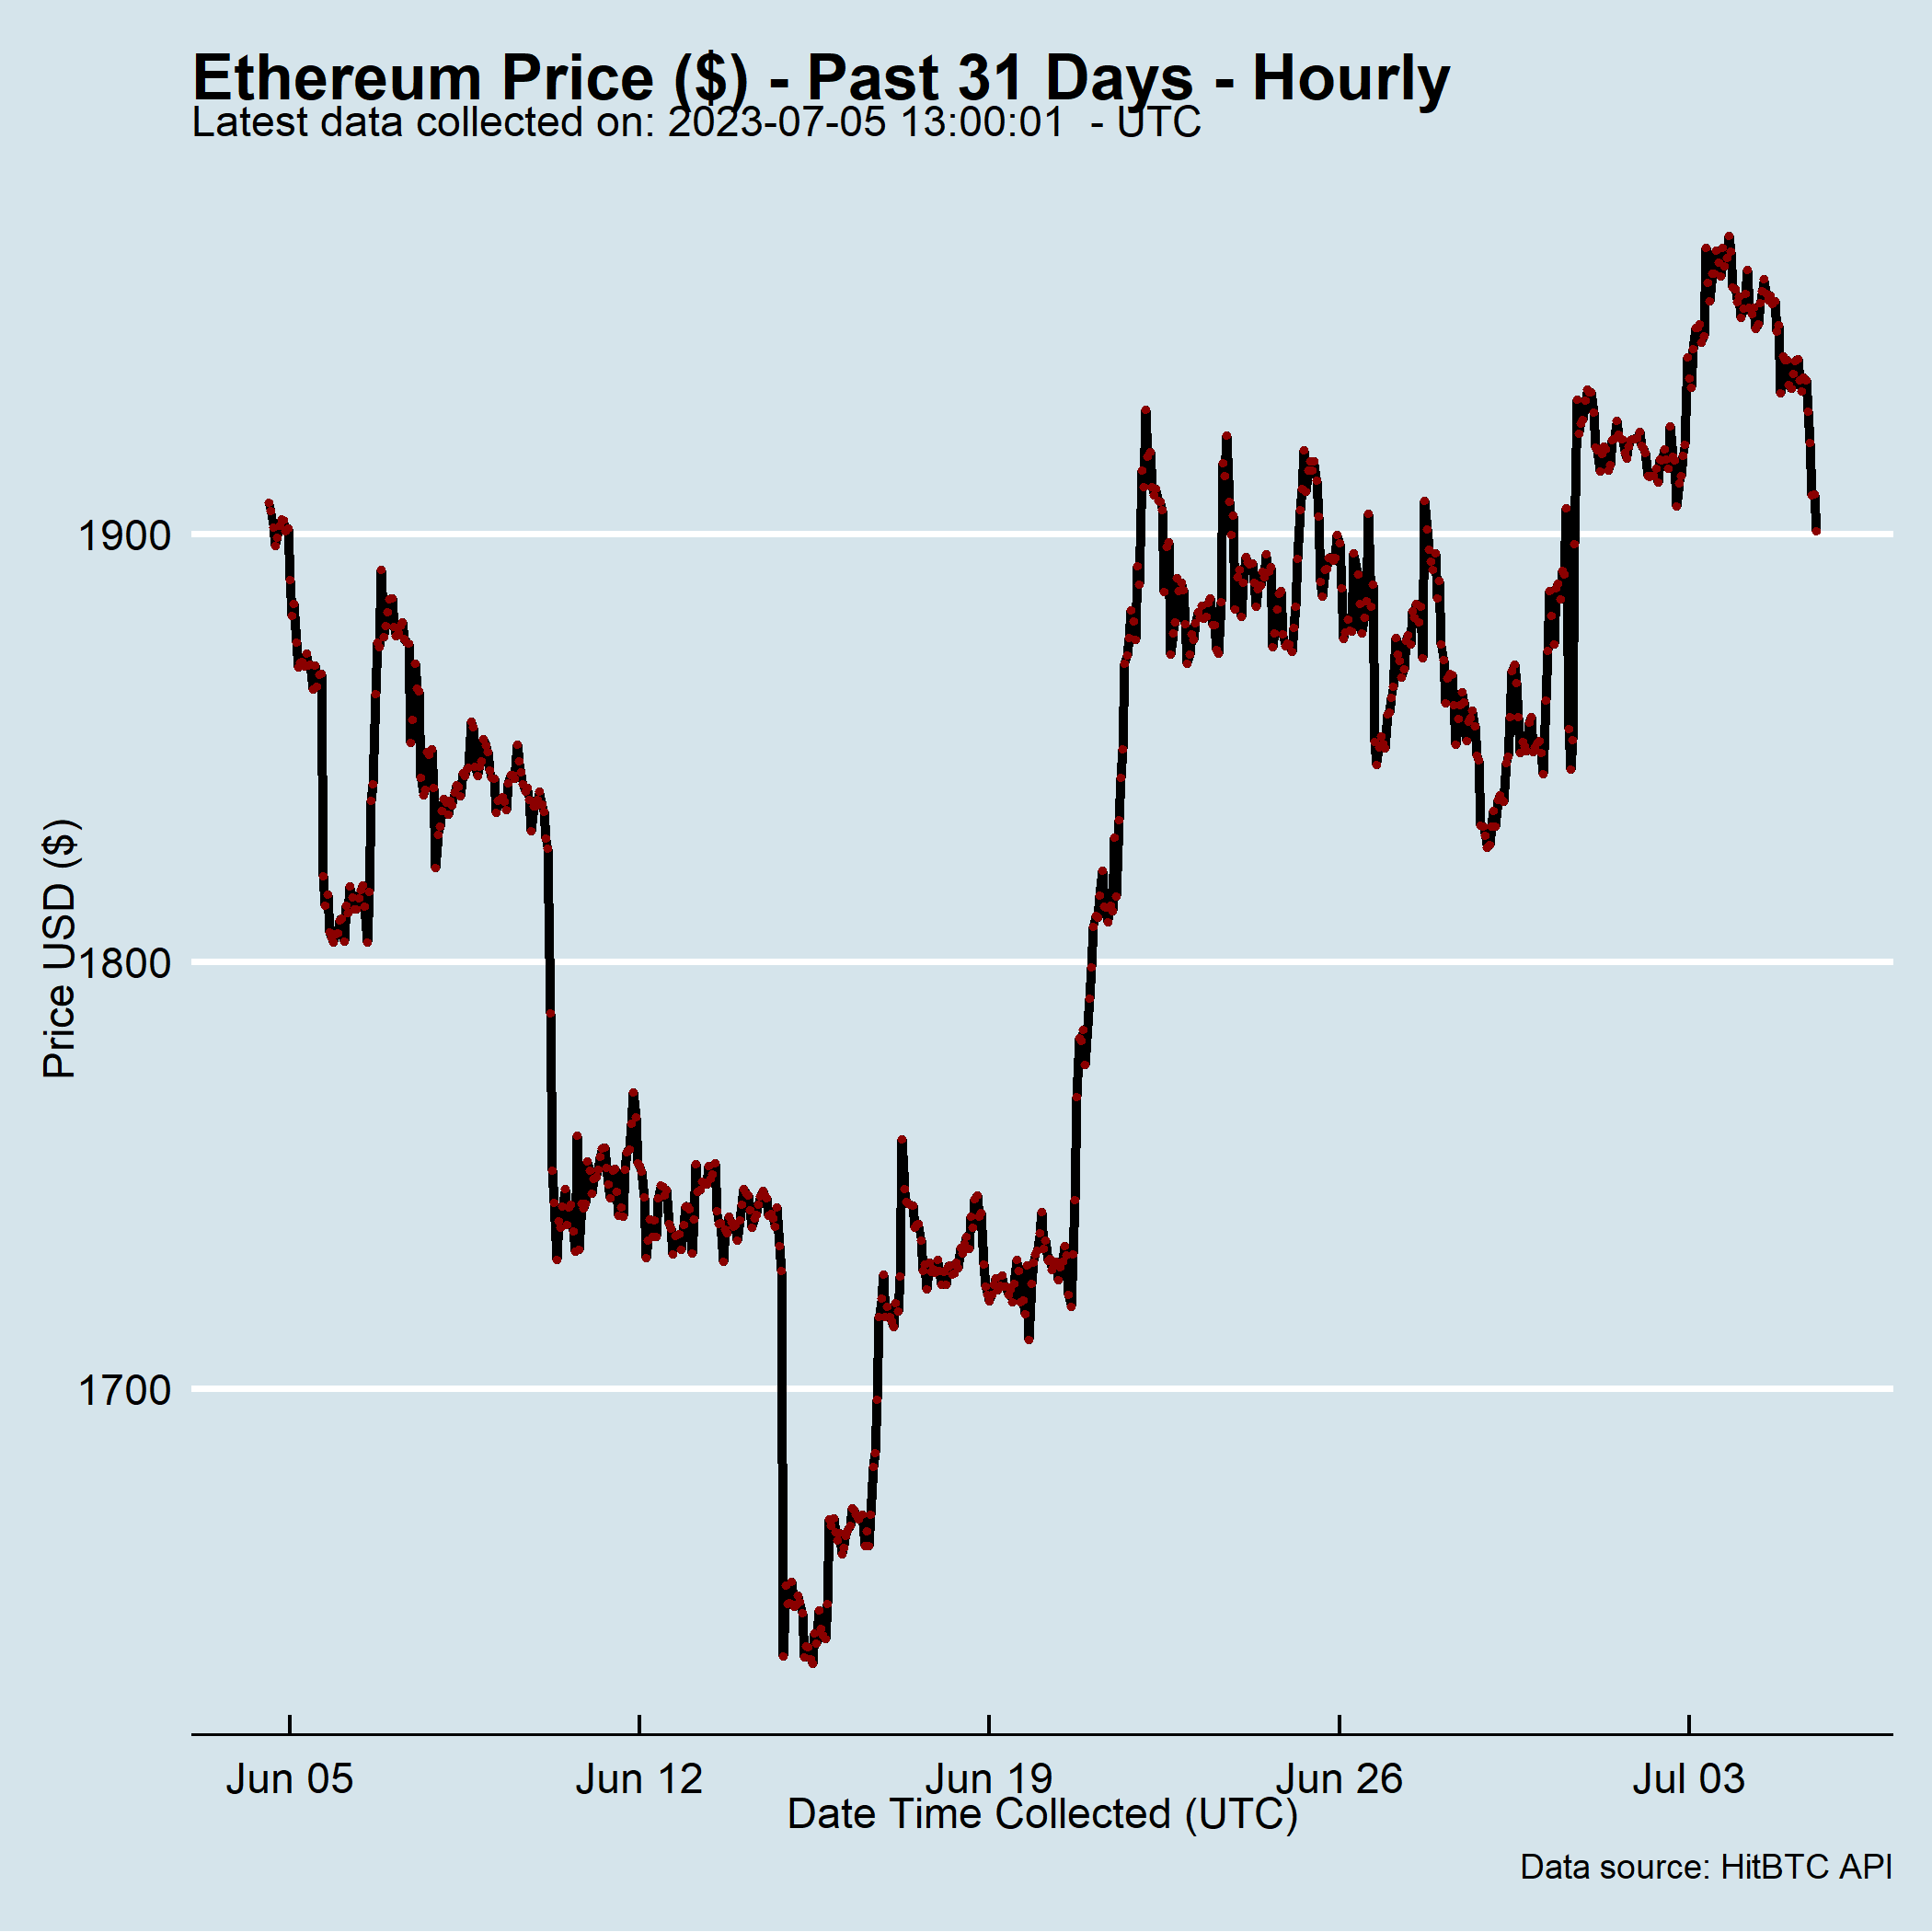 Ethereum Price ($) - Past 31 Days - Hourly
Latest data collected on: 2023-07-05 13:00:01  - UTC
1900
1800
1700
Price USD ($)
Jun 05
Jun 12
Jun 19
Jun 26
Jul 03
Date Time Collected (UTC)
Data source: HitBTC API